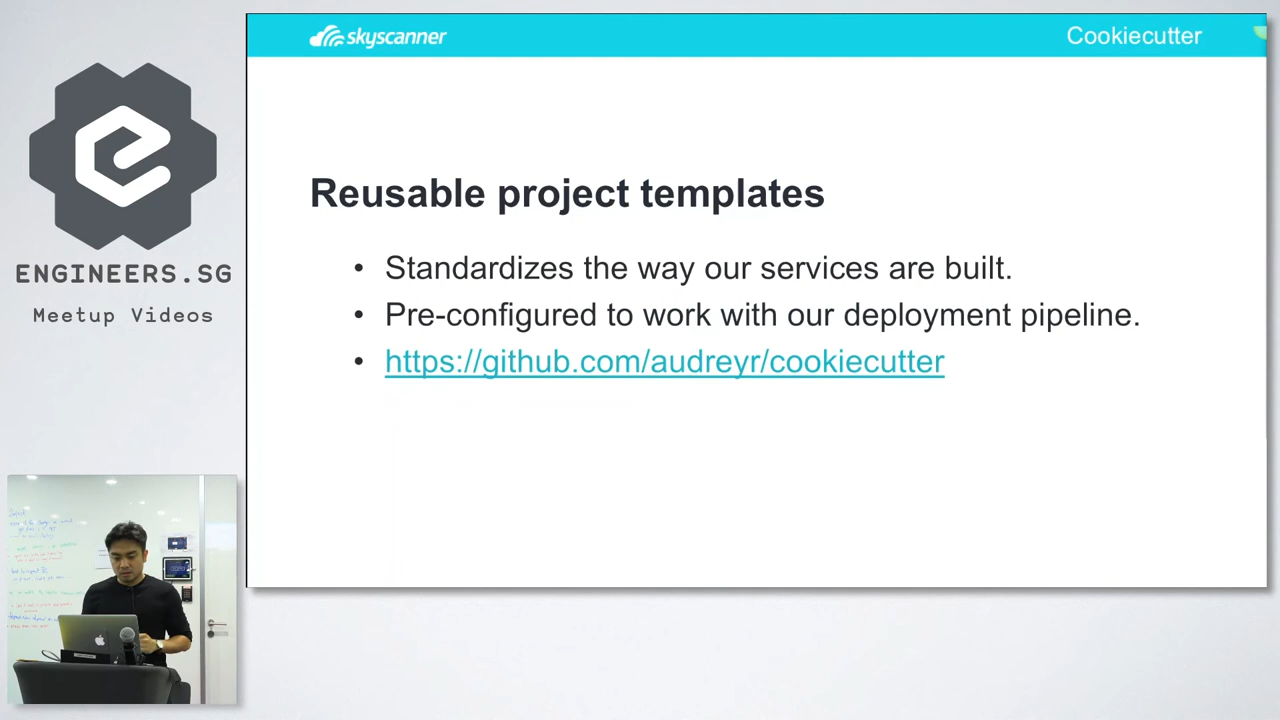 skyscanner
Cookiecutter
Reusable project templates
• Standardizes the way our services are built.
• Pre-configured to work with our deployment pipeline.
• https://github.com/audreyr/cookiecutter
ENGINEERS.SG
Meetup Videos